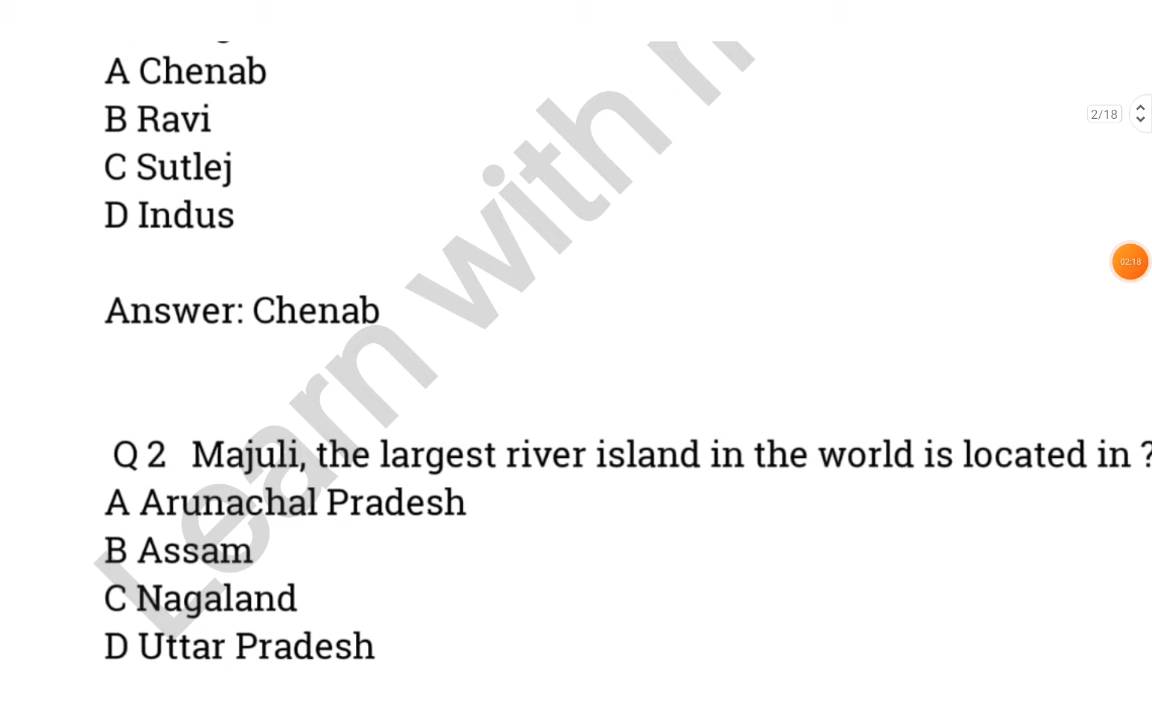 A Chenab
B Ravi
2/18
C Sutlej
D Indus
02:18
Answer: Chenab
Learn with
Q 2 Majuli, the largest river island in the world is located in ?
A Arunachal Pradesh
B Assam
C Nagaland
D Uttar Pradesh